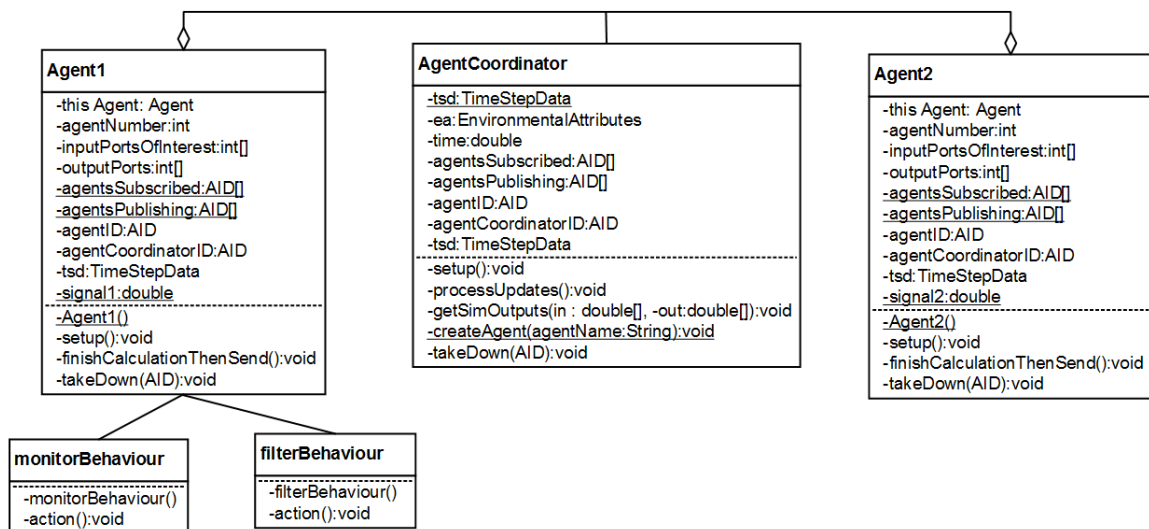 Agent1
-this Agent: Agent
-agentNumber:int
-inputPortsOfInterest:int[]
-outputPorts:int[]
-agentsSubscribed:AID[]
-agentsPublishing:AID[]
-agentID:AID
-agentCoordinatorID:AID
-tsd:TimeStepData
-signal1:double
-Agent1()
-setup():void
-finishCalculationThenSend():void
-takeDown(AID):void
AgentCoordinator
-tsd:TimeStepData
-ea:EnvironmentalAttributes
-time:double
-agentsSubscribed:AID[]
-agentsPublishing:AID[]
-agentID:AID
-agentCoordinatorID:AID
-tsd:TimeStepData
-setup():void
-processUpdates():void
-getSimOutputs(in : double[], -out:double[]):void
-createAgent(agentName:String):void
-takeDown(AID):void
Agent2
-this Agent: Agent
-agentNumber:int
-inputPortsOfInterest:int[]
-outputPorts:int[]
-agentsSubscribed:AID[]
-agentsPublishing:AID[]
-agentID:AID
-agentCoordinatorID:AID
-tsd:TimeStepData
-signal2:double
-Agent2()
-setup():void
-finishCalculationThenSend():void
-takeDown(AID):void
monitorBehaviour
-monitorBehaviour()
-action():void
filterBehaviour
-filterBehaviour()
-action():void